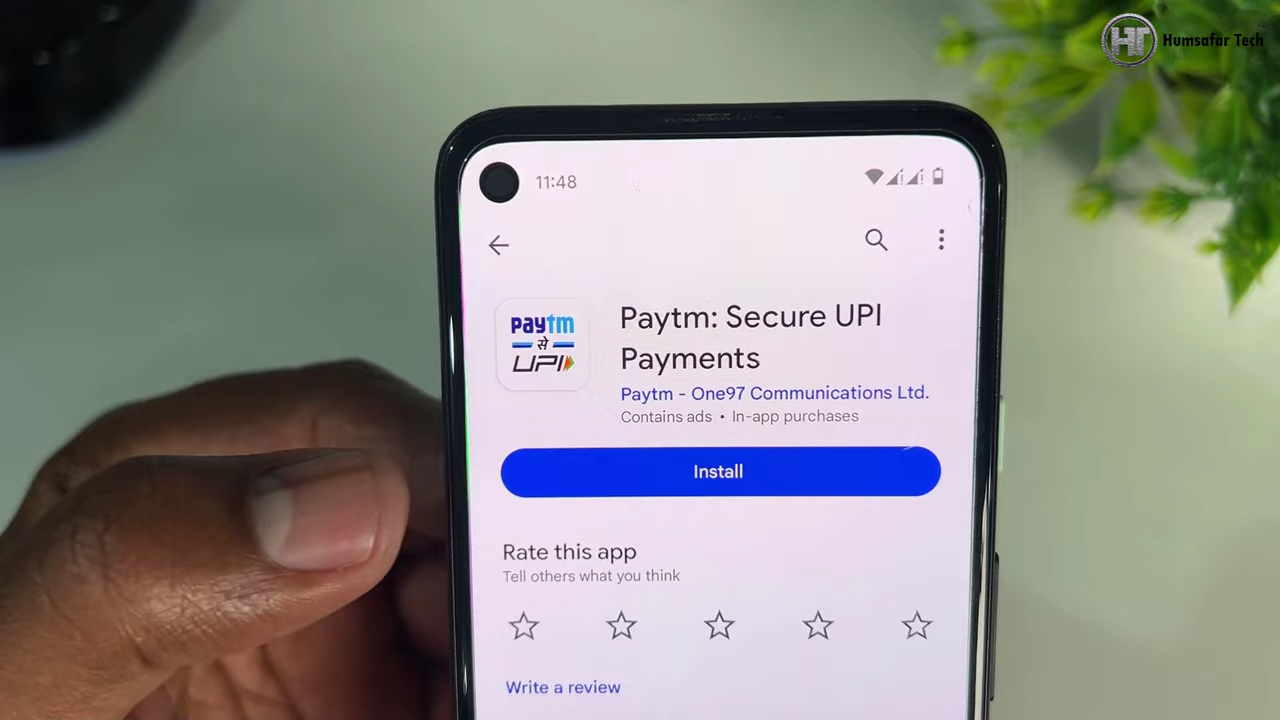 HT Humsafar Tech
11:48
paytm
से
UPI
Paytm: Secure UPI
Payments
Paytm - One97 Communications Ltd.
Contains ads • In-app purchases
Install
Rate this app
Tell others what you think
Write a review